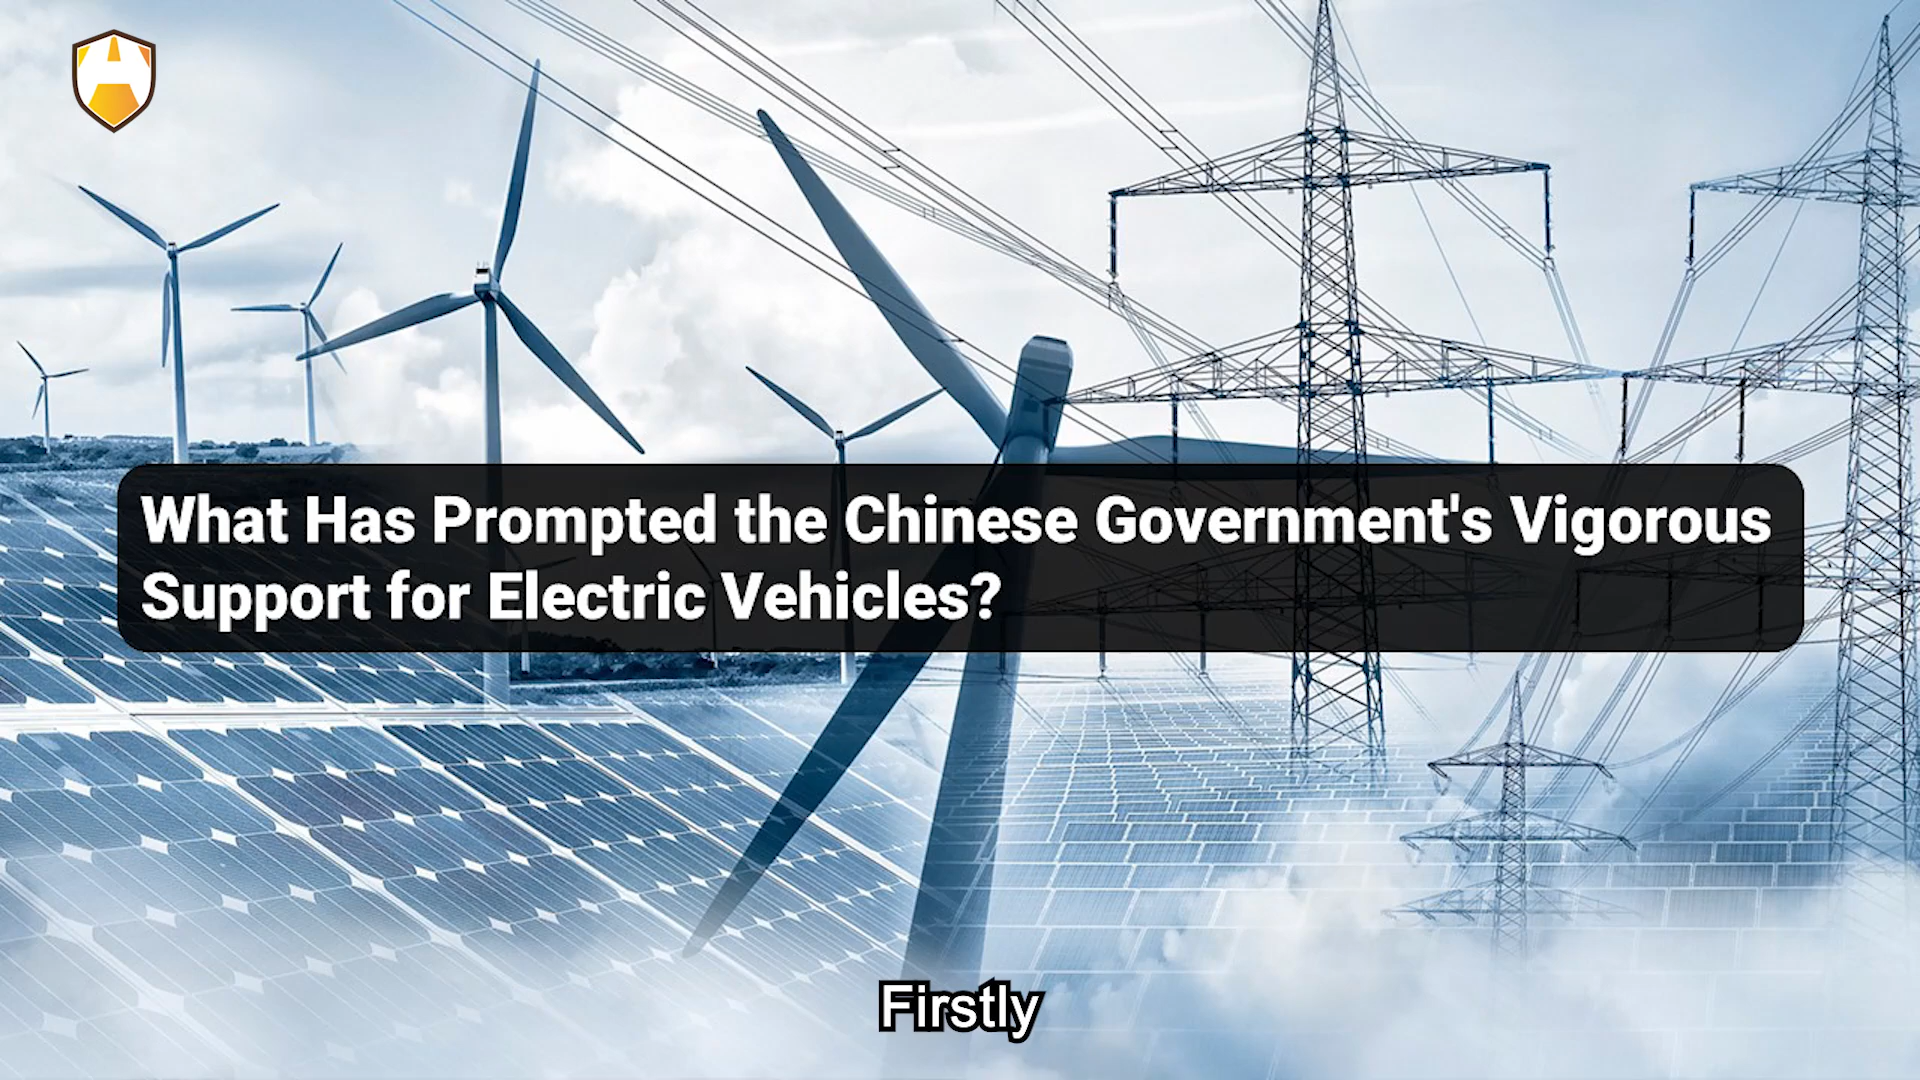 What Has Prompted the Chinese Government's Vigorous
Support for Electric Vehicles?
Firstly